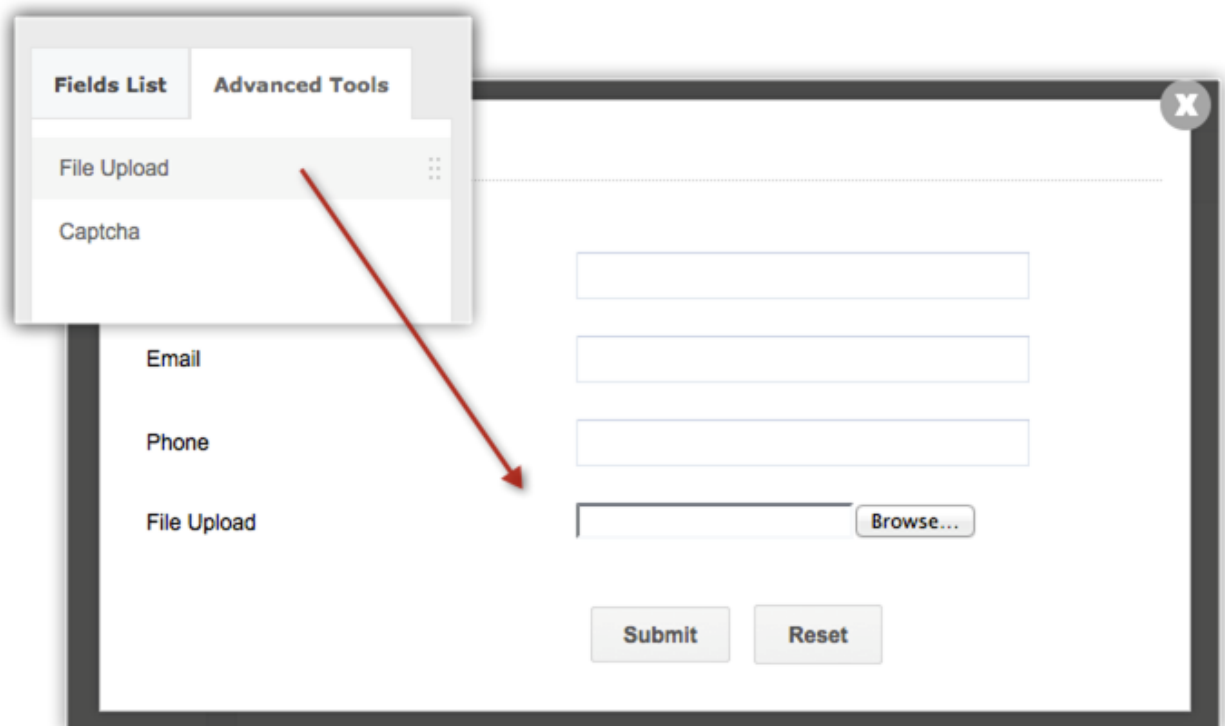 Fields List
Advanced Tools
File Upload
Captcha
X
Email
Phone
File Upload
Browse...
Submit
Reset